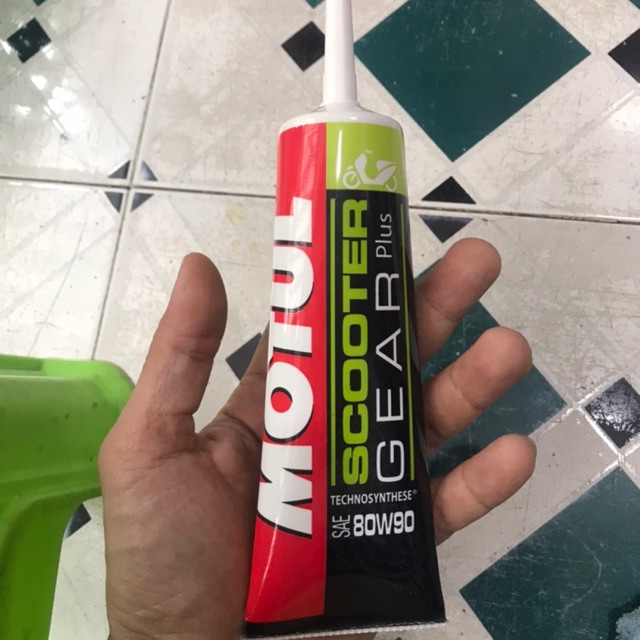 MOTUL
SCOOTER
GEAR Plus
TECHNOSYNTHESE®
SAE 80W90